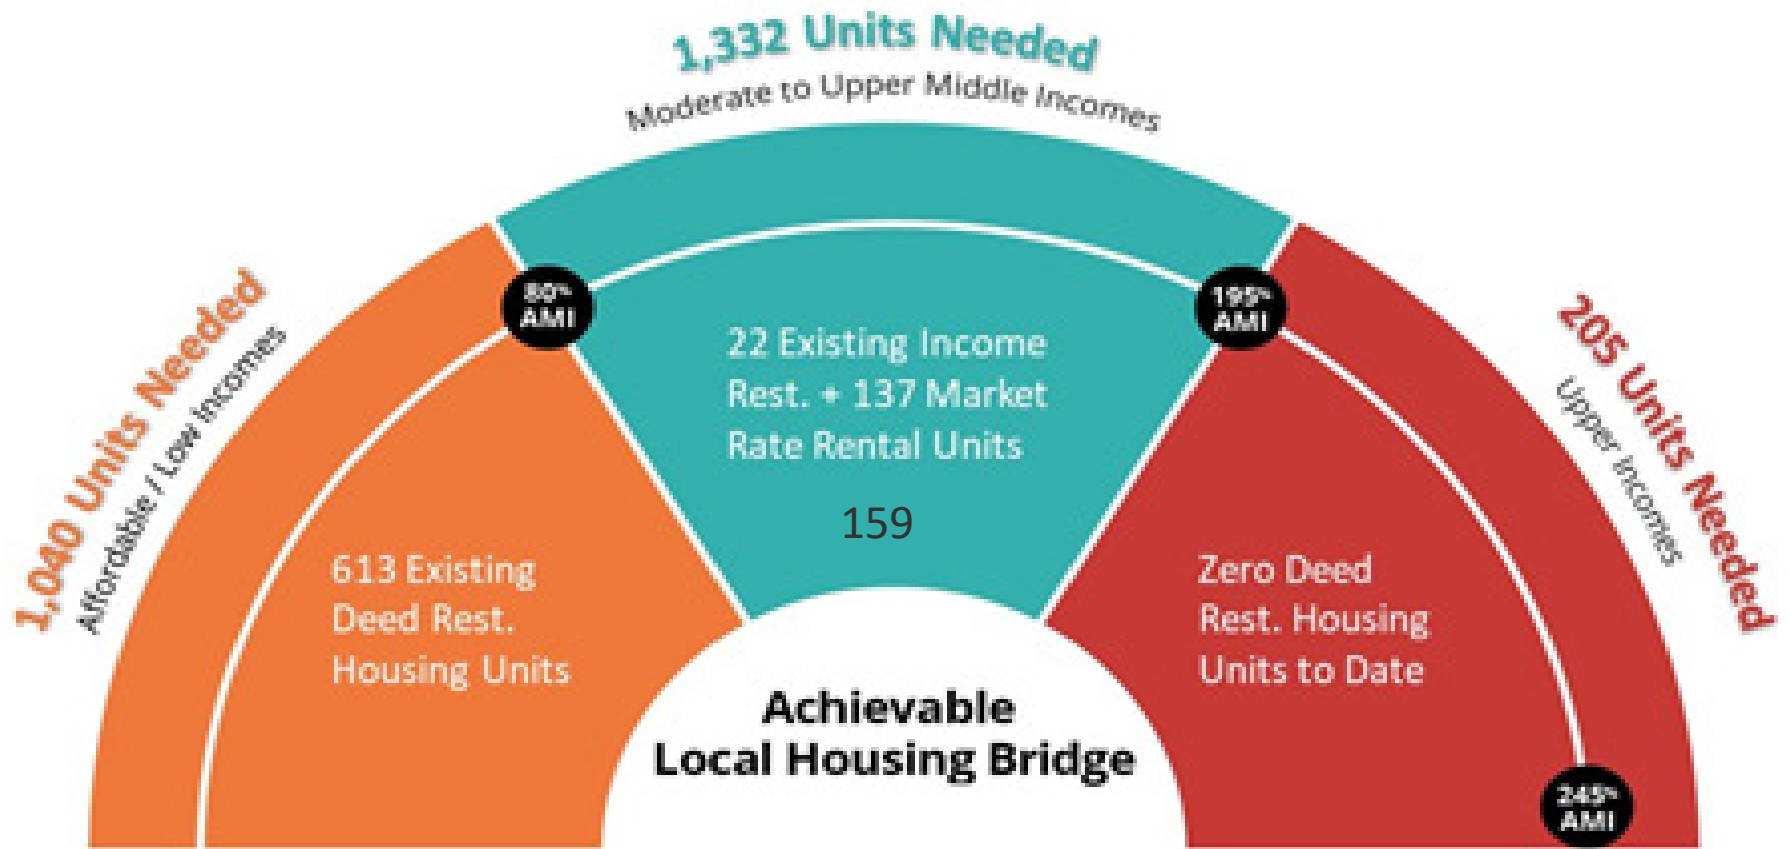 1,332 Units Needed
Moderate to Upper Middle Incomes
1,040 Units Needed
Affordable / Low Incomes
205 Units Needed
Upper Incomes
80%
AMI
195%
AMI
22 Existing Income
Rest. + 137 Market
Rate Rental Units
159
613 Existing
Deed Rest.
Housing Units
Zero Deed
Rest. Housing
Units to Date
Achievable
Local Housing Bridge
245%
AMI